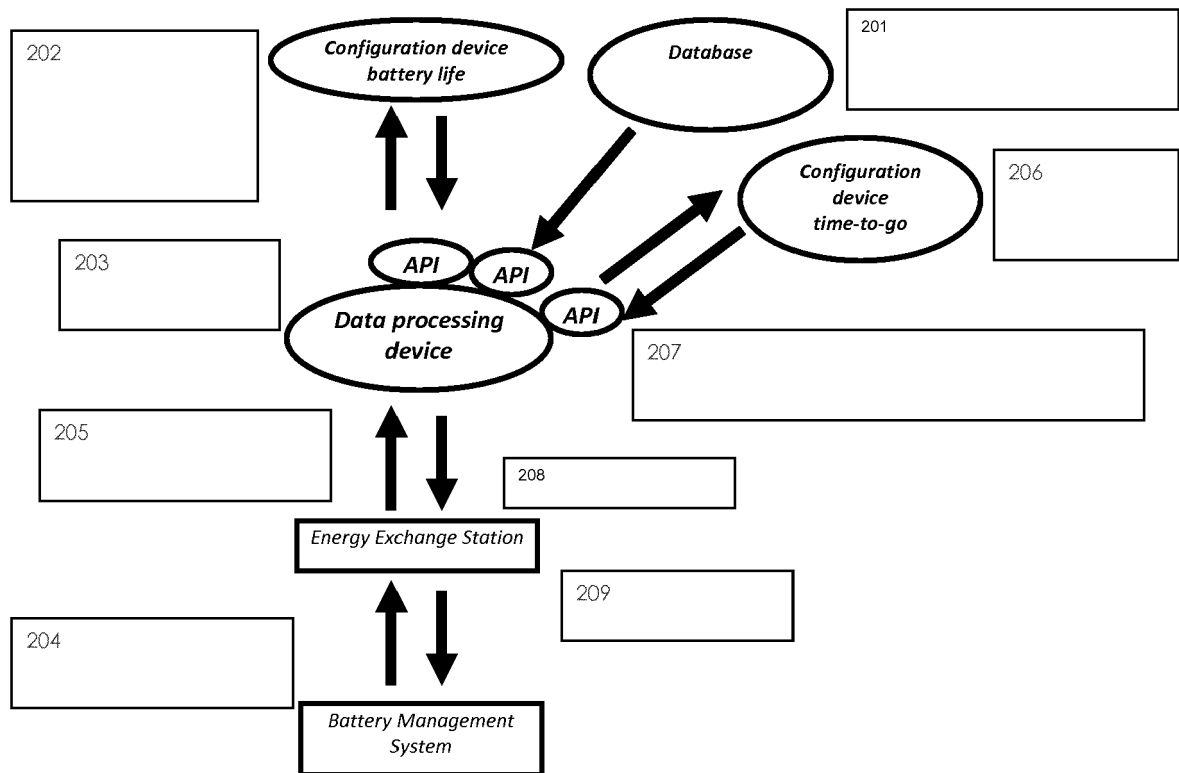 202
Configuration device
battery life
Database
201
Configuration
device
time-to-go
206
203
API
API
API
Data processing
device
207
205
208
Energy Exchange Station
209
204
Battery Management
System